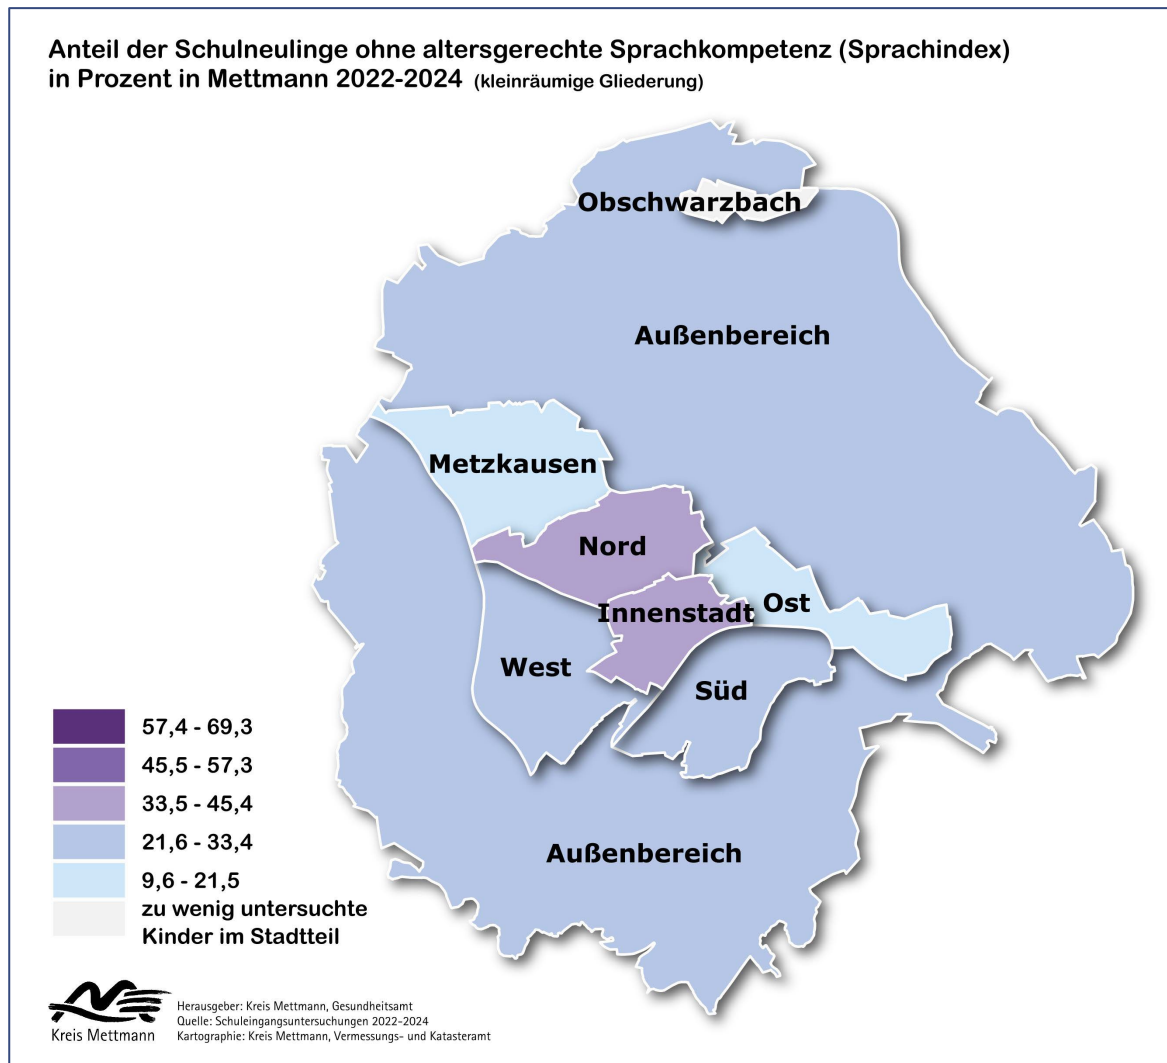 Anteil der Schulneulinge ohne altersgerechte Sprachkompetenz (Sprachindex)
in Prozent in Mettmann 2022-2024 (kleinräumige Gliederung)
Obschwarzbach
Außenbereich
Metzkausen
Nord
Innenstadt
Ost
West
Süd
Außenbereich
57,4 - 69,3
45,5 - 57,3
33,5 - 45,4
21,6 - 33,4
9,6 - 21,5
zu wenig untersuchte
Kinder im Stadtteil
Kreis Mettmann
Herausgeber: Kreis Mettmann, Gesundheitsamt
Quelle: Schuleingangsuntersuchungen 2022-2024
Kartographie: Kreis Mettmann, Vermessungs- und Katasteramt